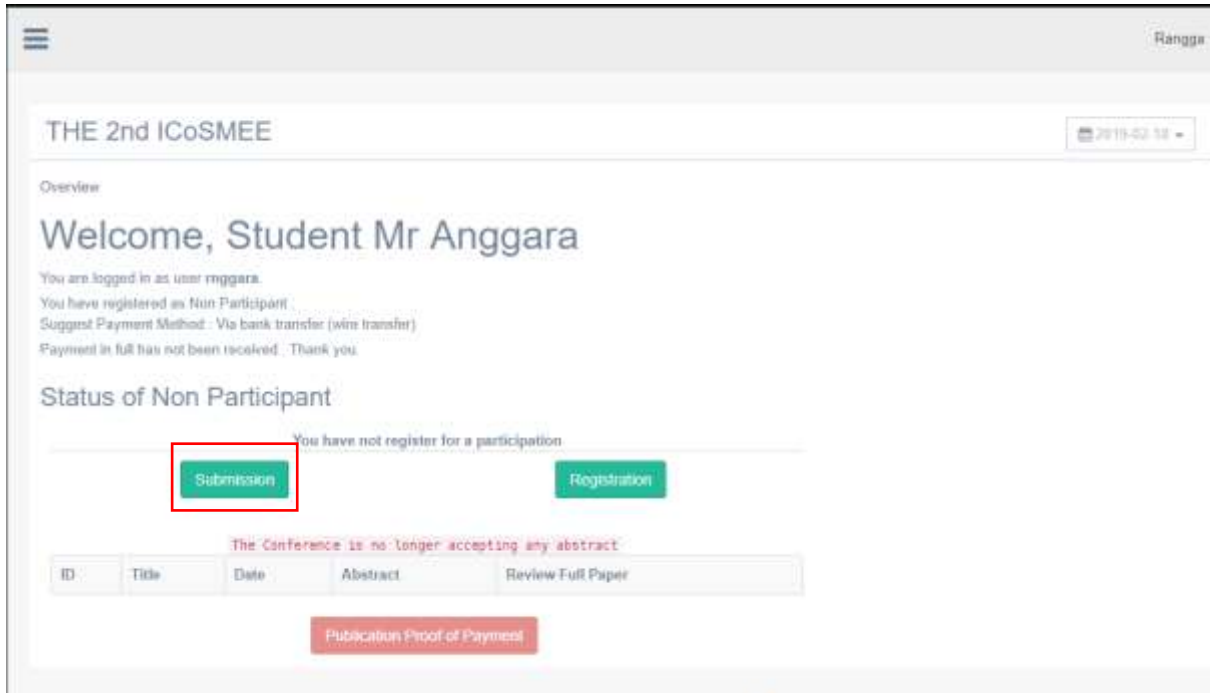 Rangga
THE 2nd ICoSMEE
2019-02-18
Overview
Welcome, Student Mr Anggara
You are logged in as user rnggara.
You have registered as Non Participant
Suggest Payment Method : Via bank transfer (wire transfer)
Payment in full has not been received . Thank you.
Status of Non Participant
You have not register for a participation
Submission Registration
The Conference is no longer accepting any abstract
ID Title Date Abstract Review Full Paper
Publication Proof of Payment